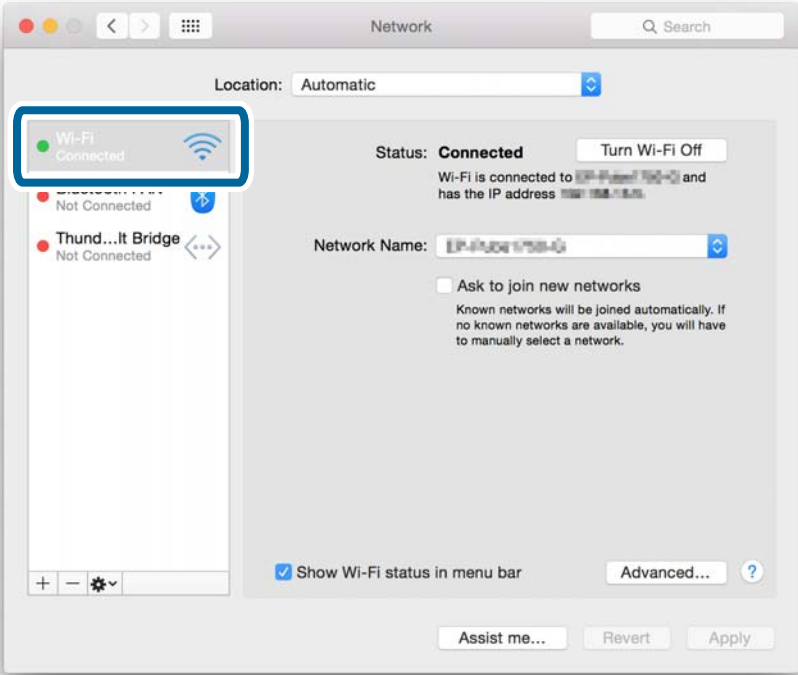 Network
Search
Location: Automatic
Wi-Fi
Connected
Not Connected
Thund...lt Bridge
Not Connected
Status: Connected
Turn Wi-Fi Off
Wi-Fi is connected to and
has the IP address
Network Name:
Ask to join new networks
Known networks will be joined automatically. If
no known networks are available, you will have
to manually select a network.
Show Wi-Fi status in menu bar
Advanced...
?
Assist me...
Revert
Apply